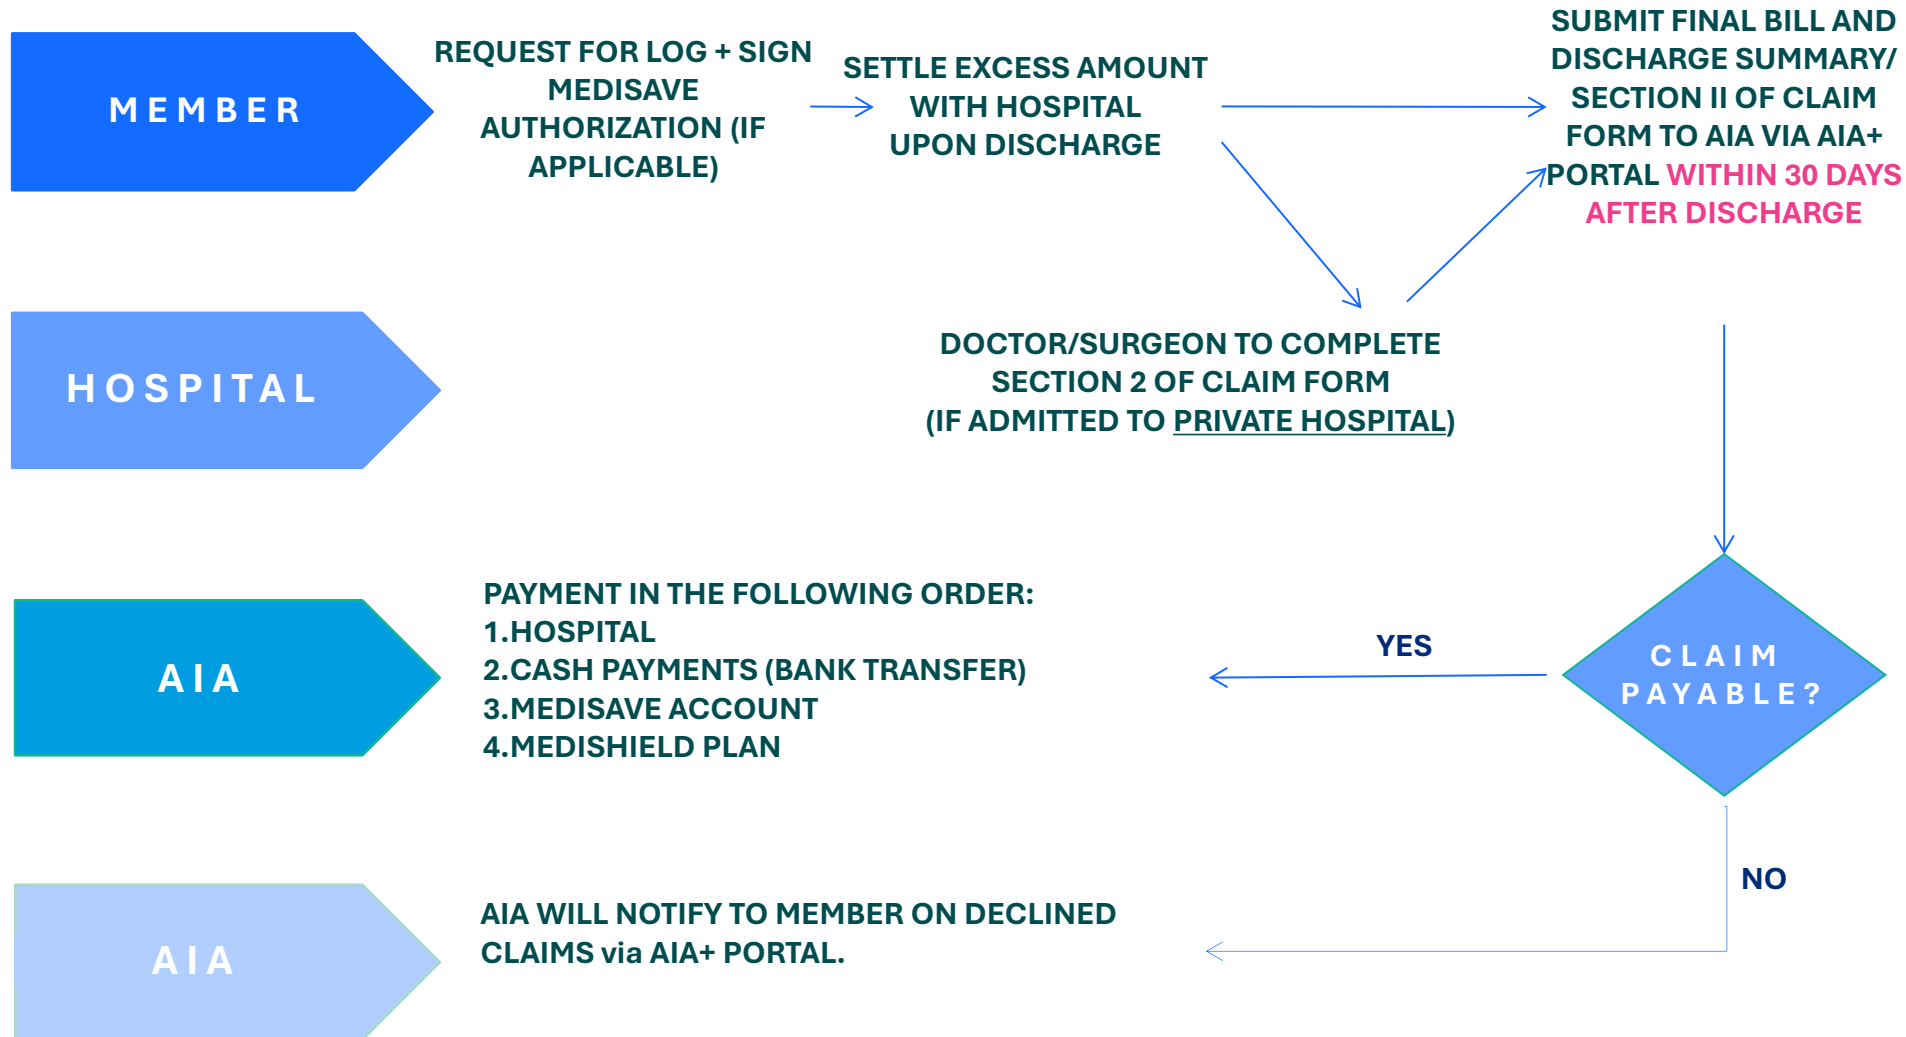 MEMBER
REQUEST FOR LOG + SIGN
MEDISAVE
AUTHORIZATION (IF
APPLICABLE)
SETTLE EXCESS AMOUNT
WITH HOSPITAL
UPON DISCHARGE
SUBMIT FINAL BILL AND
DISCHARGE SUMMARY/
SECTION II OF CLAIM
FORM TO AIA VIA AIA+
PORTAL WITHIN 30 DAYS
AFTER DISCHARGE
HOSPITAL
DOCTOR/SURGEON TO COMPLETE
SECTION 2 OF CLAIM FORM
(IF ADMITTED TO PRIVATE HOSPITAL)
AIA
PAYMENT IN THE FOLLOWING ORDER:
1.HOSPITAL
2.CASH PAYMENTS (BANK TRANSFER)
3.MEDISAVE ACCOUNT
4.MEDISHIELD PLAN
YES
CLAIM
PAYABLE?
NO
AIA
AIA WILL NOTIFY TO MEMBER ON DECLINED
CLAIMS via AIA+ PORTAL.